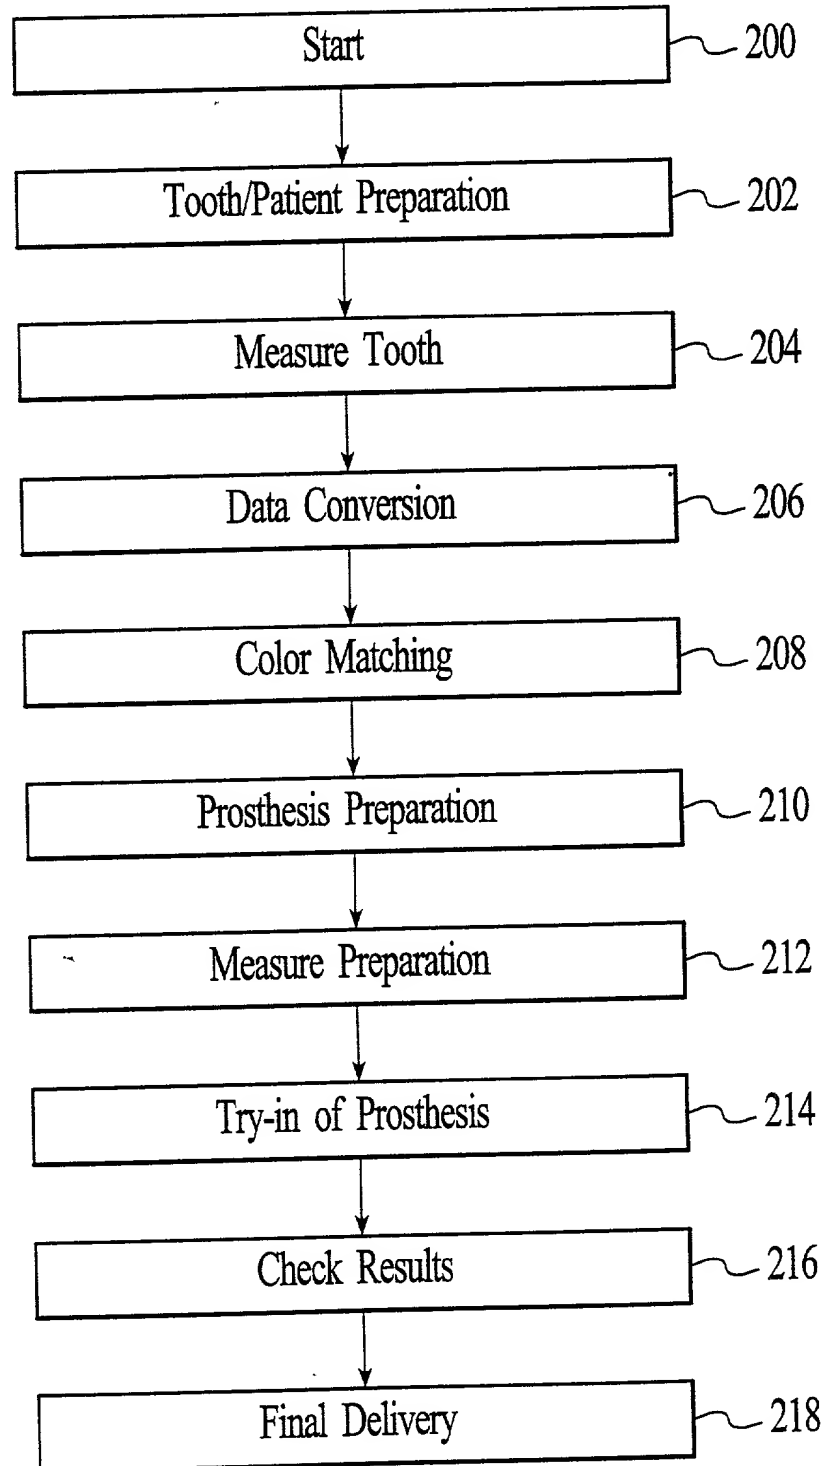 Start 200
Tooth/Patient Preparation 202
Measure Tooth 204
Data Conversion 206
Color Matching 208
Prosthesis Preparation 210
Measure Preparation 212
Try-in of Prosthesis 214
Check Results 216
Final Delivery 218